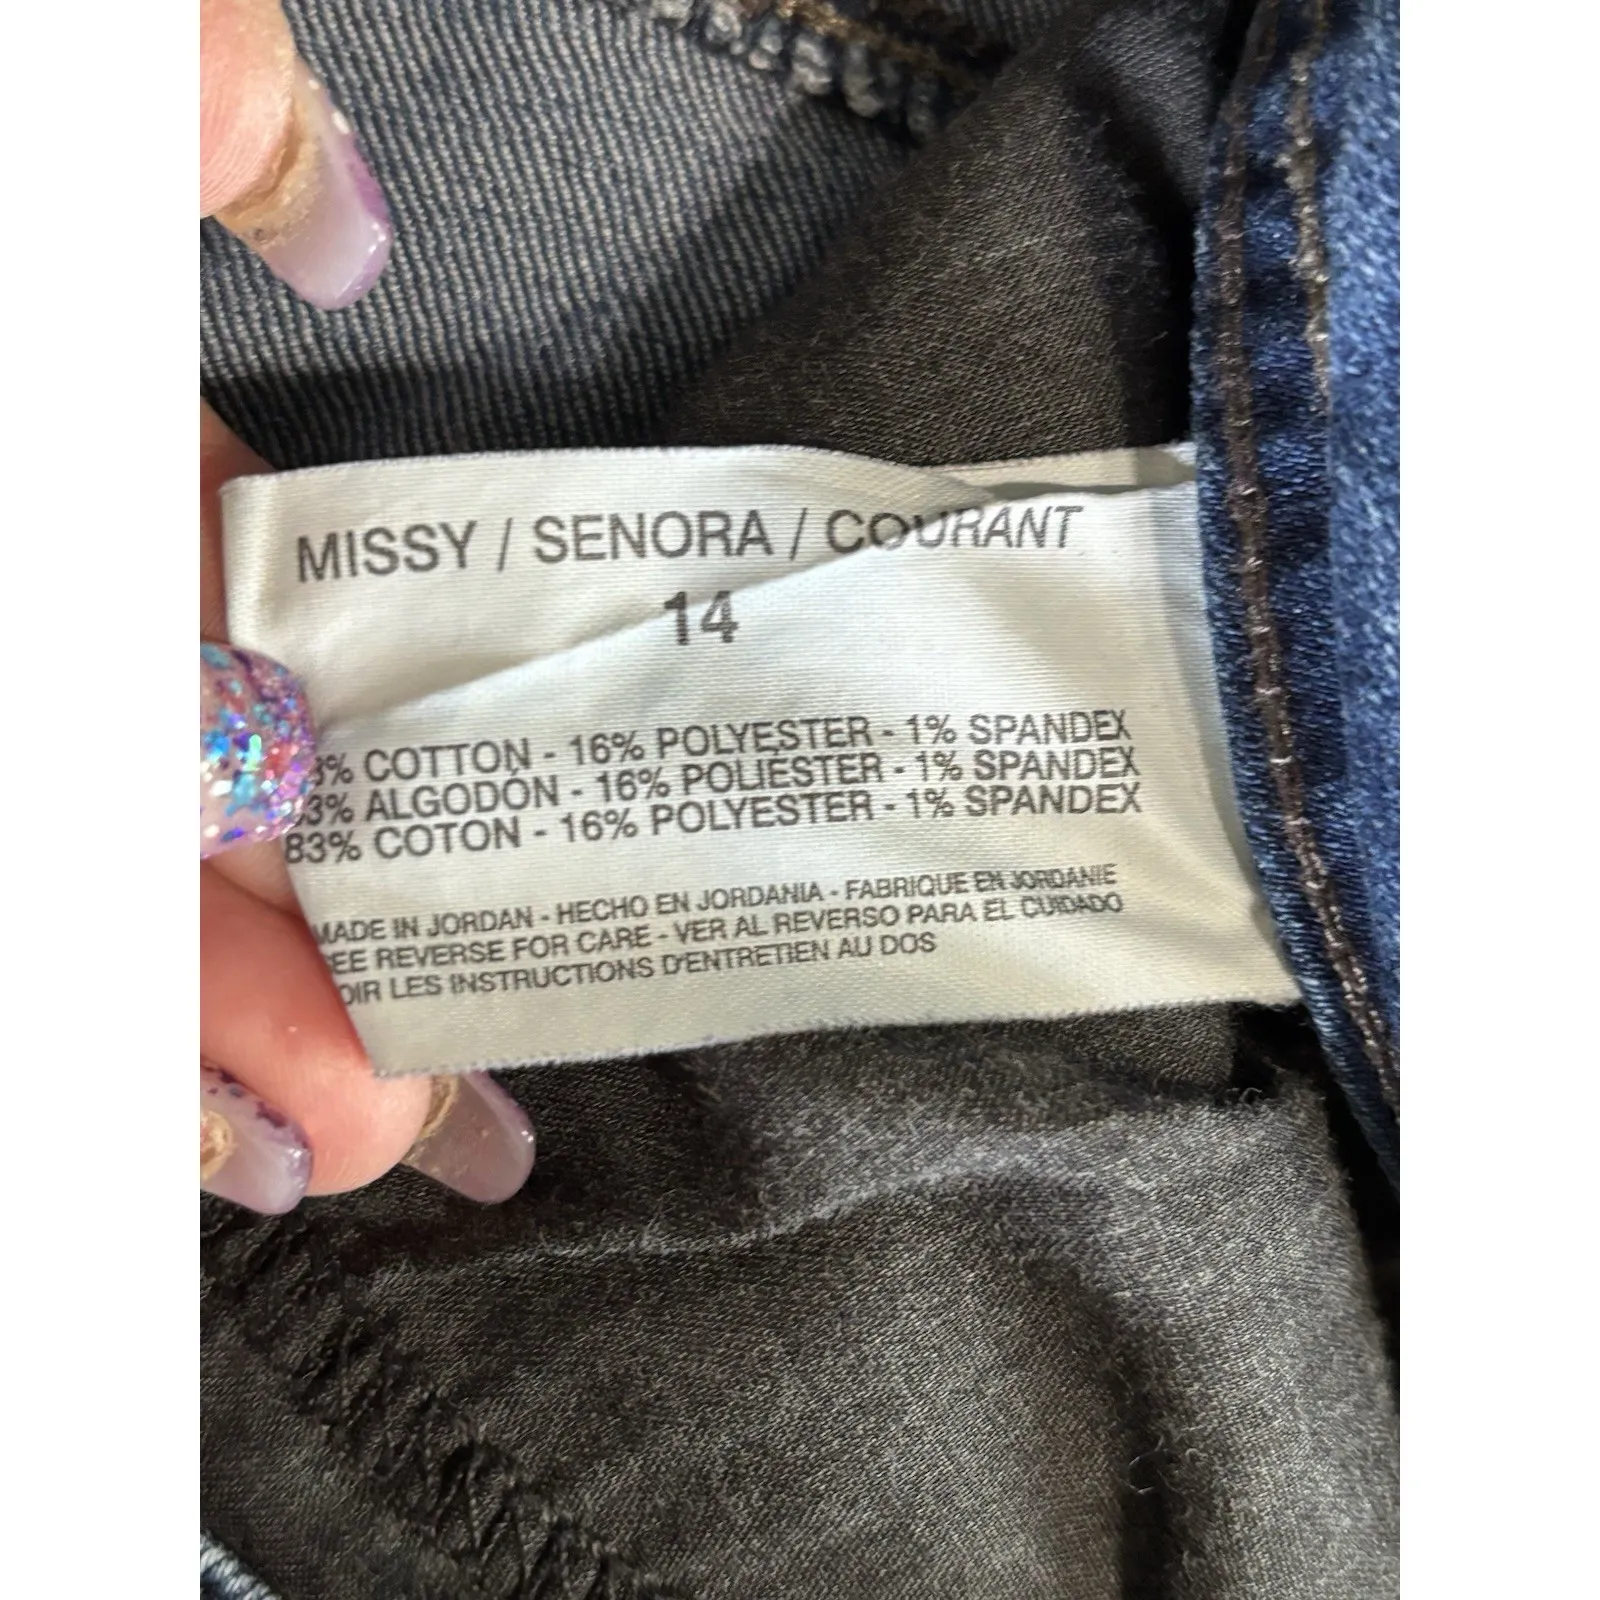 MISSY / SENORA / COURANT
14
3% COTTON - 16% POLYESTER - 1% SPANDEX
3% ALGODÓN - 16% POLIÉSTER - 1% SPANDEX
83% COTON - 16% POLYESTER - 1% SPANDEX
MADE IN JORDAN - HECHO EN JORDANIA - FABRIQUE EN JORDANIE
EE REVERSE FOR CARE - VER AL REVERSO PARA EL CUIDADO
OIR LES INSTRUCTIONS D'ENTRETIEN AU DOS